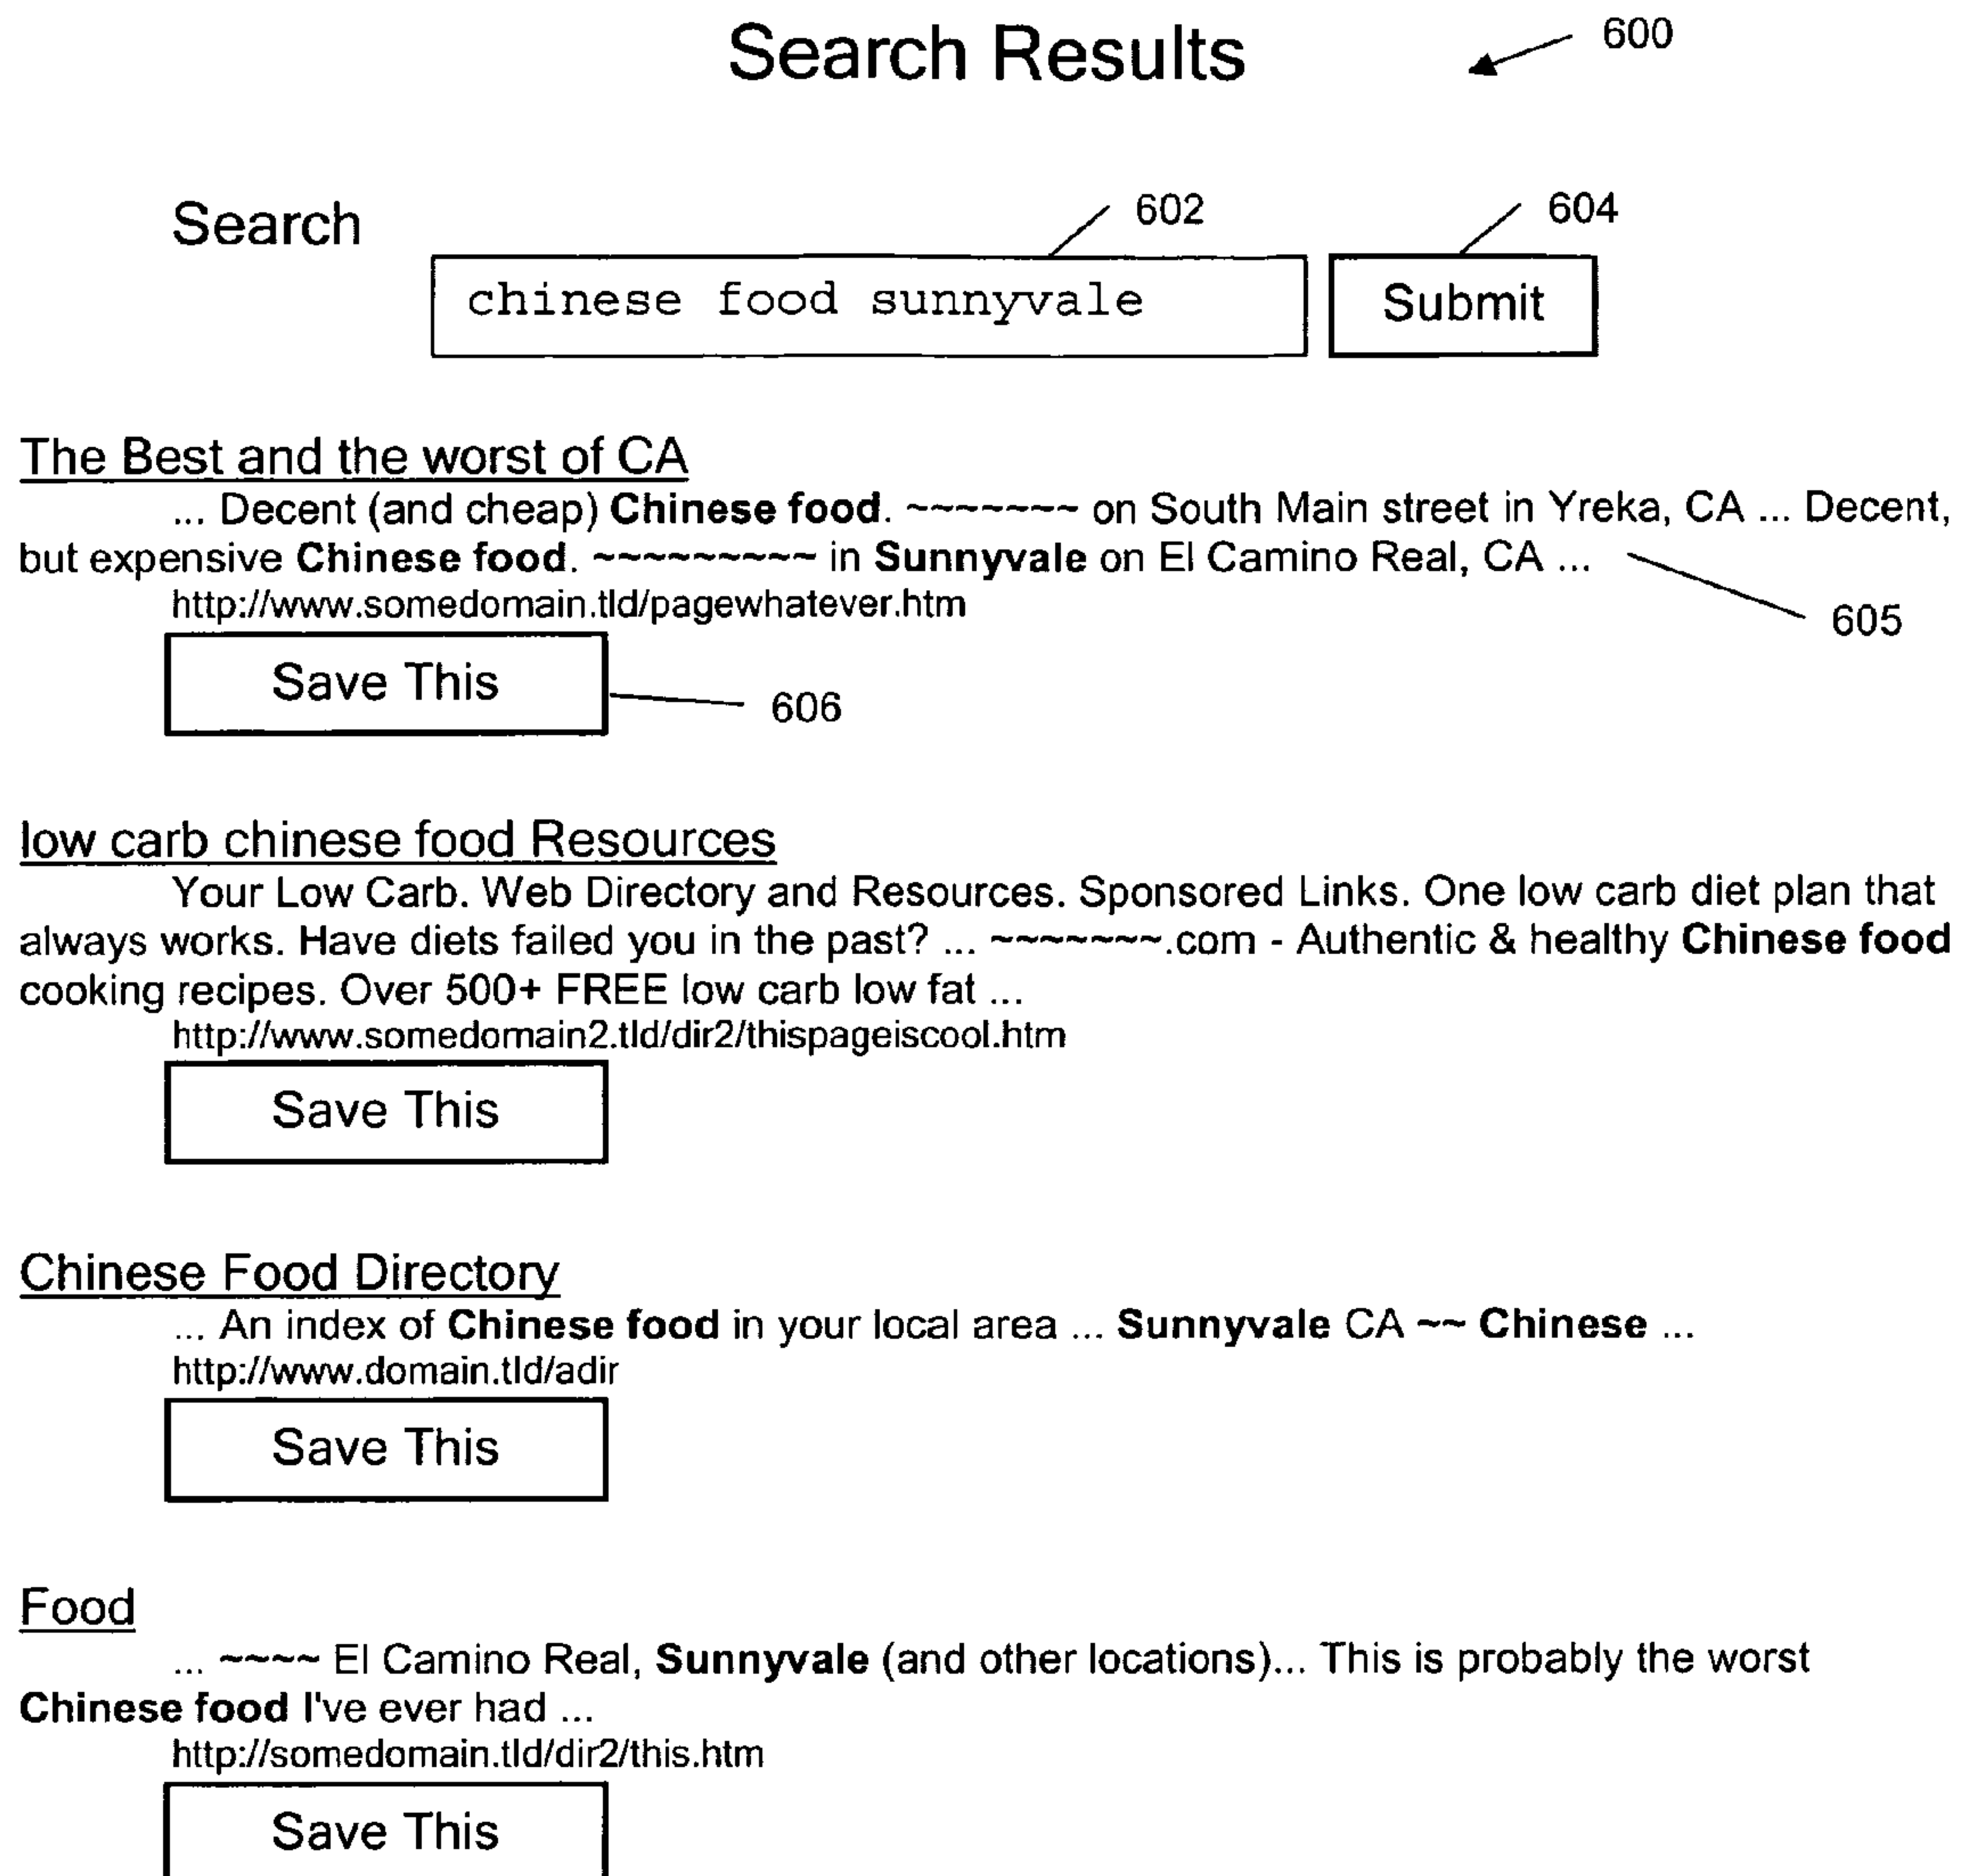 Search Results
600
Search
602
604
chinese food sunnyvale
Submit
The Best and the worst of CA
... Decent (and cheap) Chinese food. ~~~~~~~ on South Main street in Yreka, CA ... Decent,
but expensive Chinese food. ~~~~~~~~~ in Sunnyvale on El Camino Real, CA ...
http://www.somedomain.tld/pagewhatever.htm
605
Save This
606
low carb chinese food Resources
Your Low Carb. Web Directory and Resources. Sponsored Links. One low carb diet plan that
always works. Have diets failed you in the past? ... ~~~~~~~.com - Authentic & healthy Chinese food
cooking recipes. Over 500+ FREE low carb low fat ...
http://www.somedomain2.tld/dir2/thispageiscool.htm
Save This
Chinese Food Directory
... An index of Chinese food in your local area ... Sunnyvale CA ~~ Chinese ...
http://www.domain.tld/adir
Save This
Food
... ~~~~ El Camino Real, Sunnyvale (and other locations)... This is probably the worst
Chinese food I've ever had ...
http://somedomain.tld/dir2/this.htm
Save This